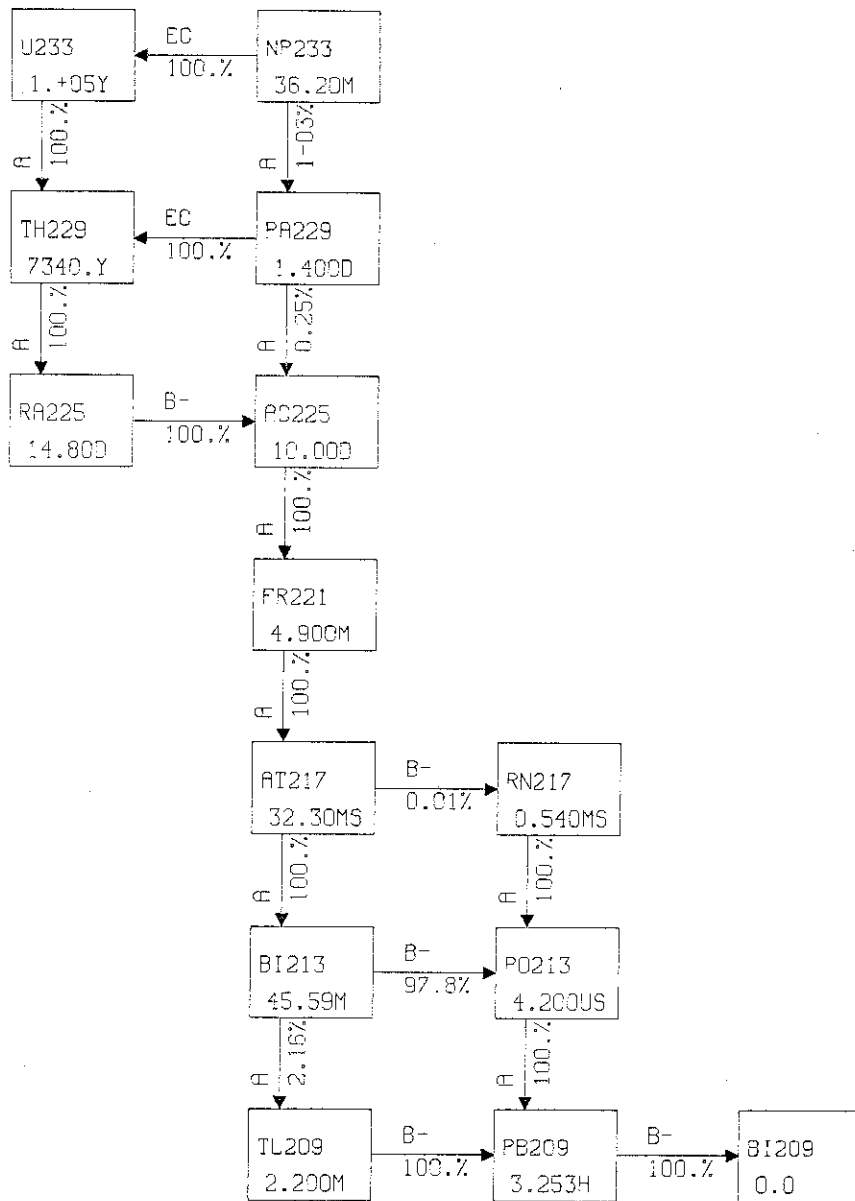 U233
1.+05Y
EC
100.%
NP233
36.20M
A
100.%
A
1-03%
TH229
7340.Y
EC
100.%
PA229
1.400D
A
100.%
A
0.25%
RA225
14.80D
B-
100.%
AC225
10.00D
A
100.%
FR221
4.900M
A
100.%
AT217
32.30MS
B-
0.01%
RN217
0.540MS
A
100.%
A
100.%
BI213
45.59M
B-
97.8%
PO213
4.200US
A
2.16%
A
100.%
TL209
2.200M
B-
100.%
PB209
3.253H
B-
100.%
BI209
0.0